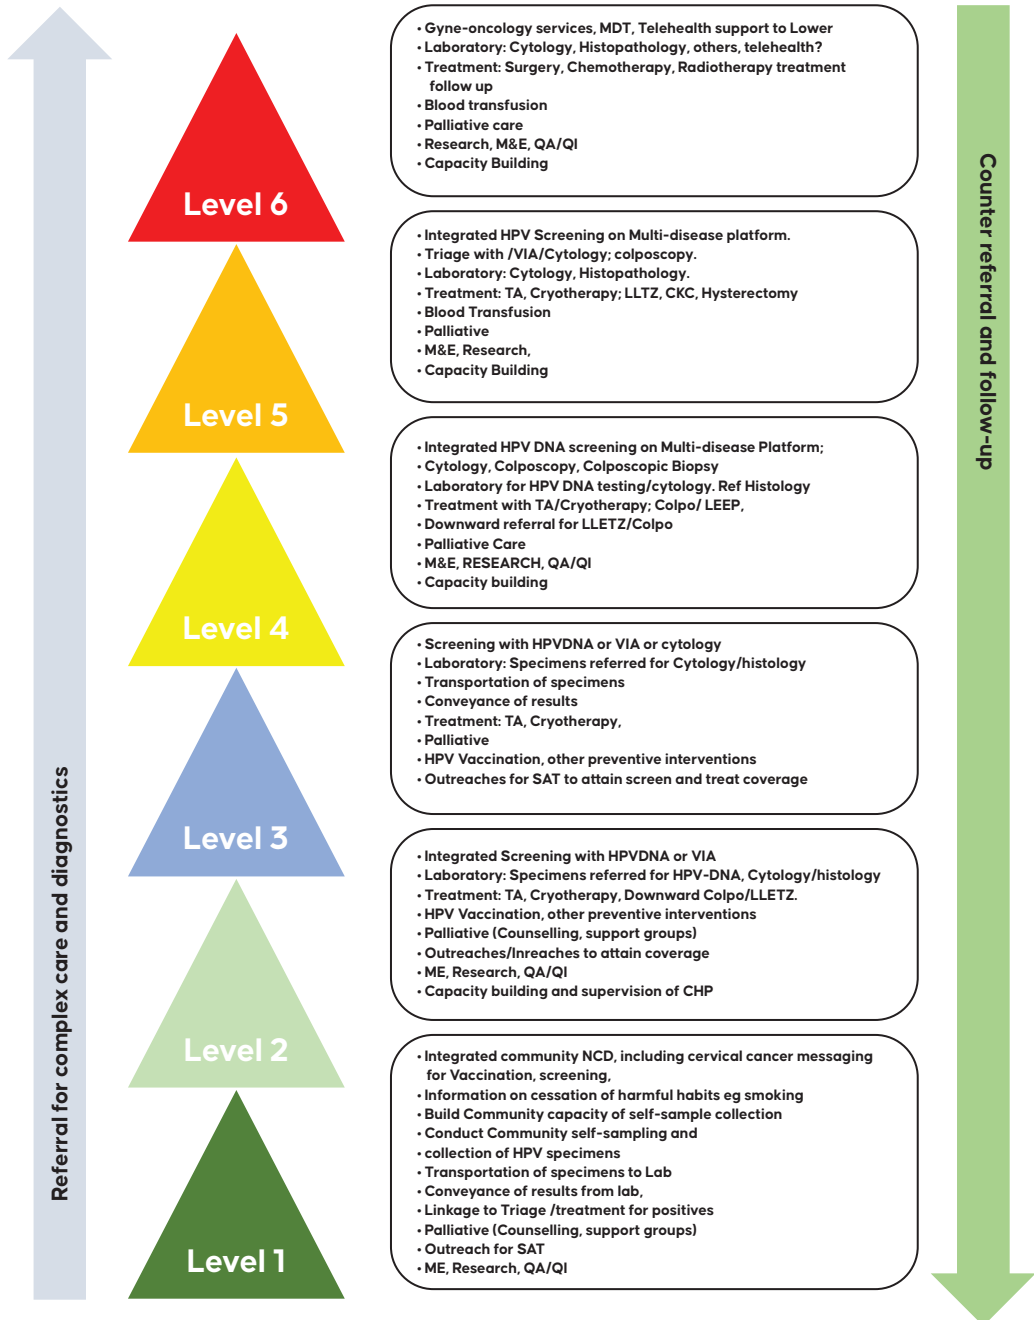 • Gyne-oncology services, MDT, Telehealth support to Lower
• Laboratory: Cytology, Histopathology, others, telehealth?
• Treatment: Surgery, Chemotherapy, Radiotherapy treatment
follow up
• Blood transfusion
• Palliative care
• Research, M&E, QA/QI
• Capacity Building
Level 6
• Integrated HPV Screening on Multi-disease platform.
• Triage with /VIA/Cytology; colposcopy.
• Laboratory: Cytology, Histopathology.
• Treatment: TA, Cryotherapy; LLTZ, CKC, Hysterectomy
• Blood Transfusion
• Palliative
• M&E, Research,
• Capacity Building
Level 5
• Integrated HPV DNA screening on Multi-disease Platform;
• Cytology, Colposcopy, Colposcopic Biopsy
• Laboratory for HPV DNA testing/cytology. Ref Histology
• Treatment with TA/Cryotherapy; Colpo/ LEEP,
• Downward referral for LLETZ/Colpo
• Palliative Care
• M&E, RESEARCH, QA/QI
• Capacity building
Level 4
• Screening with HPVDNA or VIA or cytology
• Laboratory: Specimens referred for Cytology/histology
• Transportation of specimens
• Conveyance of results
• Treatment: TA, Cryotherapy,
• Palliative
• HPV Vaccination, other preventive interventions
• Outreaches for SAT to attain screen and treat coverage
Level 3
• Integrated Screening with HPVDNA or VIA
• Laboratory: Specimens referred for HPV-DNA, Cytology/histology
• Treatment: TA, Cryotherapy, Downward Colpo/LLETZ.
• HPV Vaccination, other preventive interventions
• Palliative (Counselling, support groups)
• Outreaches/Inreaches to attain coverage
• ME, Research, QA/QI
• Capacity building and supervision of CHP
Level 2
• Integrated community NCD, including cervical cancer messaging
for Vaccination, screening,
• Information on cessation of harmful habits eg smoking
• Build Community capacity of self-sample collection
• Conduct Community self-sampling and
• collection of HPV specimens
• Transportation of specimens to Lab
• Conveyance of results from lab,
• Linkage to Triage /treatment for positives
• Palliative (Counselling, support groups)
• Outreach for SAT
• ME, Research, QA/QI
Level 1
Referral for complex care and diagnostics
Counter referral and follow-up